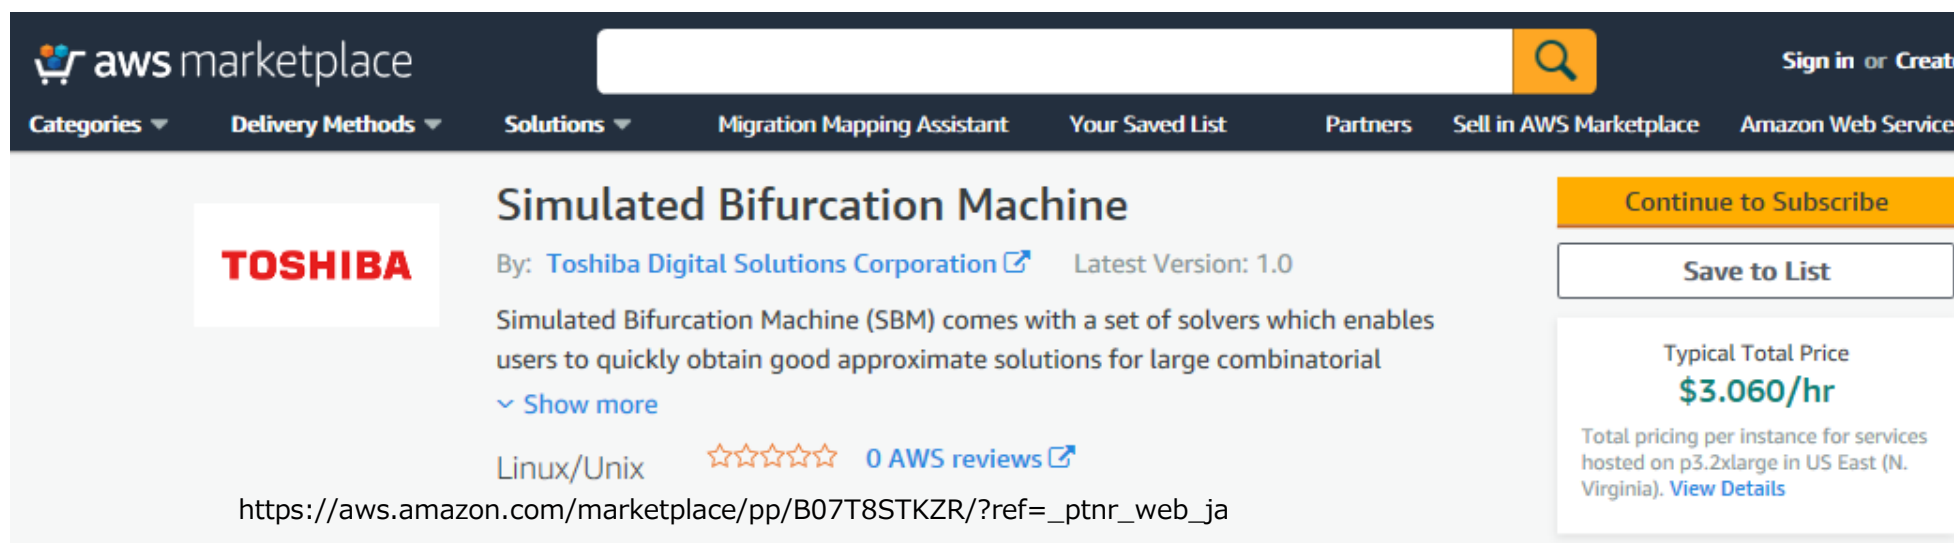 aws marketplace
Sign in or Creat
Categories Delivery Methods Solutions Migration Mapping Assistant Your Saved List Partners Sell in AWS Marketplace Amazon Web Service
TOSHIBA
Simulated Bifurcation Machine
By: Toshiba Digital Solutions Corporation Latest Version: 1.0
Simulated Bifurcation Machine (SBM) comes with a set of solvers which enables
users to quickly obtain good approximate solutions for large combinatorial
Show more
Linux/Unix 0 AWS reviews
https://aws.amazon.com/marketplace/pp/B07T8STKZR/?ref=_ptnr_web_ja
Continue to Subscribe
Save to List
Typical Total Price
$3.060/hr
Total pricing per instance for services
hosted on p3.2xlarge in US East (N.
Virginia). View Details